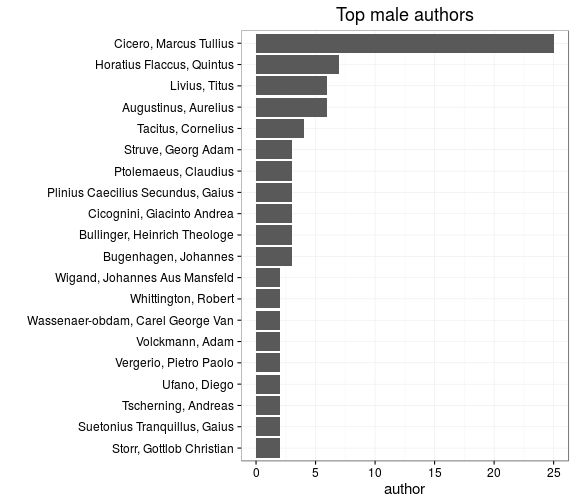 Top male authors
Cicero, Marcus Tullius
Horatius Flaccus, Quintus
Livius, Titus
Augustinus, Aurelius
Tacitus, Cornelius
Struve, Georg Adam
Ptolemaeus, Claudius
Plinius Caecilius Secundus, Gaius
Cicognini, Giacinto Andrea
Bullinger, Heinrich Theologe
Bugenhagen, Johannes
Wigand, Johannes Aus Mansfeld
Whittington, Robert
Wassenaer-obdam, Carel George Van
Volckmann, Adam
Vergerio, Pietro Paolo
Ufano, Diego
Tscherning, Andreas
Suetonius Tranquillus, Gaius
Storr, Gottlob Christian
0 5 10 15 20 25
author